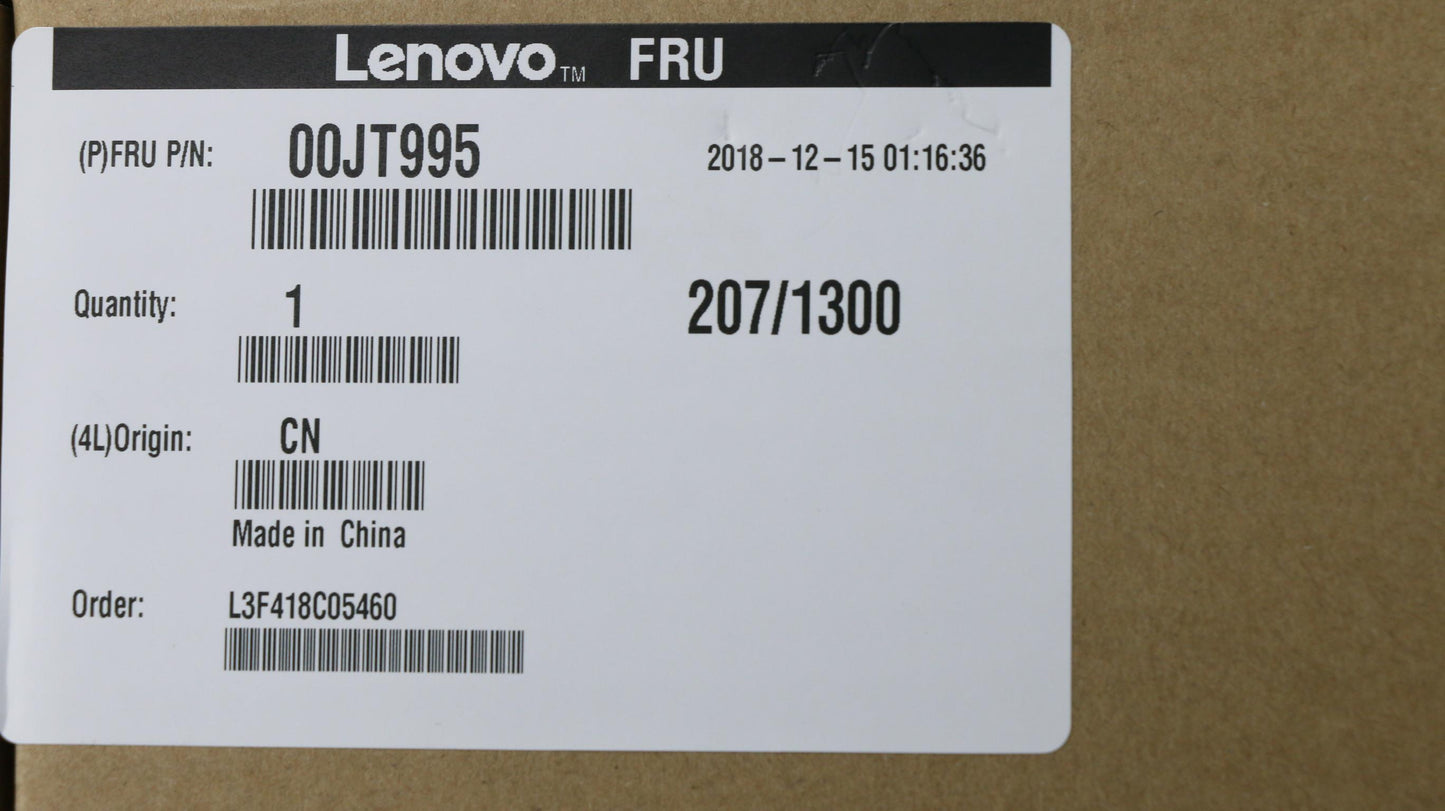 Lenovo™ FRU
(P)FRU P/N: 00JT995 2018-12-15 01:16:36
Quantity: 1 207/1300
(4L)Origin: CN
Made in China
Order: L3F418C05460